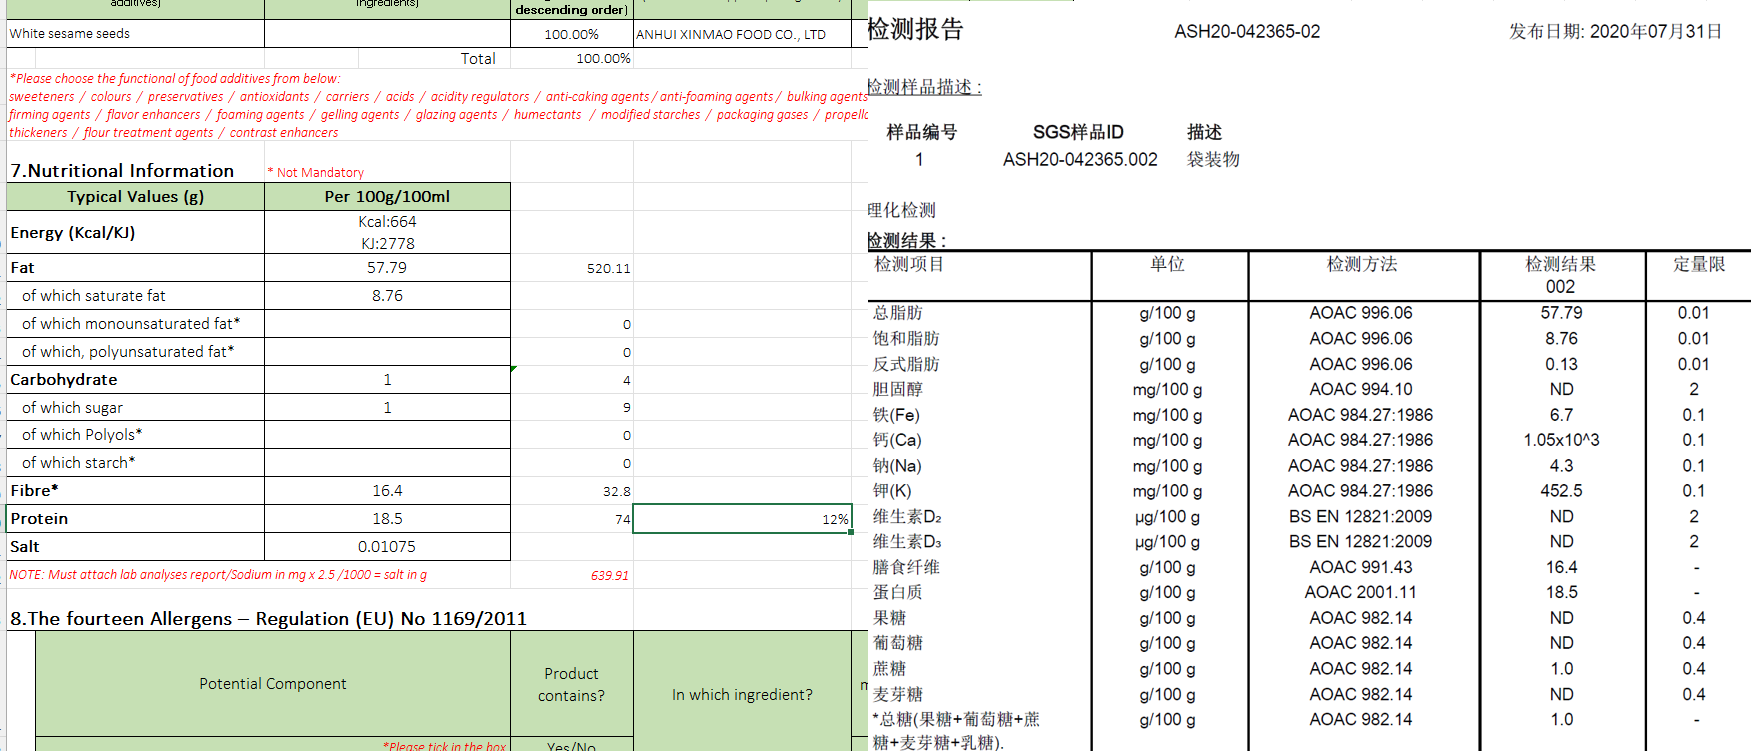 additives)
ingredients)
descending order)
White sesame seeds 100.00% ANHUI XINMAO FOOD CO., LTD
Total 100.00%
*Please choose the functional of food additives from below:
sweeteners / colours / preservatives / antioxidants / carriers / acids / acidity regulators / anti-caking agents / anti-foaming agents / bulking agents
firming agents / flavor enhancers / foaming agents / gelling agents / glazing agents / humectants / modified starches / packaging gases / propell
thickeners / flour treatment agents / contrast enhancers
7.Nutritional Information * Not Mandatory
Typical Values (g) Per 100g/100ml
Energy (Kcal/KJ) Kcal:664
KJ:2778
Fat 57.79 520.11
of which saturate fat 8.76
of which monounsaturated fat* 0
of which, polyunsaturated fat* 0
Carbohydrate 1 4
of which sugar 1 9
of which Polyols* 0
of which starch* 0
Fibre* 16.4 32.8
Protein 18.5 74 12%
Salt 0.01075
NOTE: Must attach lab analyses report/Sodium in mg x 2.5 /1000 = salt in g 639.91
8.The fourteen Allergens – Regulation (EU) No 1169/2011
Potential Component
Product
contains?
In which ingredient?
*Please tick in the box
Yes/No
检测报告 ASH20-042365-02 发布日期: 2020年07月31日
检测样品描述 :
样品编号 SGS样品ID 描述
1 ASH20-042365.002 袋装物
理化检测
检测结果 :
检测项目 单位 检测方法 检测结果 定量限
002
总脂肪 g/100 g AOAC 996.06 57.79 0.01
饱和脂肪 g/100 g AOAC 996.06 8.76 0.01
反式脂肪 g/100 g AOAC 996.06 0.13 0.01
胆固醇 mg/100 g AOAC 994.10 ND 2
铁(Fe) mg/100 g AOAC 984.27:1986 6.7 0.1
钙(Ca) mg/100 g AOAC 984.27:1986 1.05x10^3 0.1
钠(Na) mg/100 g AOAC 984.27:1986 4.3 0.1
钾(K) mg/100 g AOAC 984.27:1986 452.5 0.1
维生素D₂ μg/100 g BS EN 12821:2009 ND 2
维生素D₃ μg/100 g BS EN 12821:2009 ND 2
膳食纤维 g/100 g AOAC 991.43 16.4 -
蛋白质 g/100 g AOAC 2001.11 18.5 -
果糖 g/100 g AOAC 982.14 ND 0.4
葡萄糖 g/100 g AOAC 982.14 ND 0.4
蔗糖 g/100 g AOAC 982.14 1.0 0.4
麦芽糖 g/100 g AOAC 982.14 ND 0.4
*总糖(果糖+葡萄糖+蔗 g/100 g AOAC 982.14 1.0 -
糖+麦芽糖+乳糖).